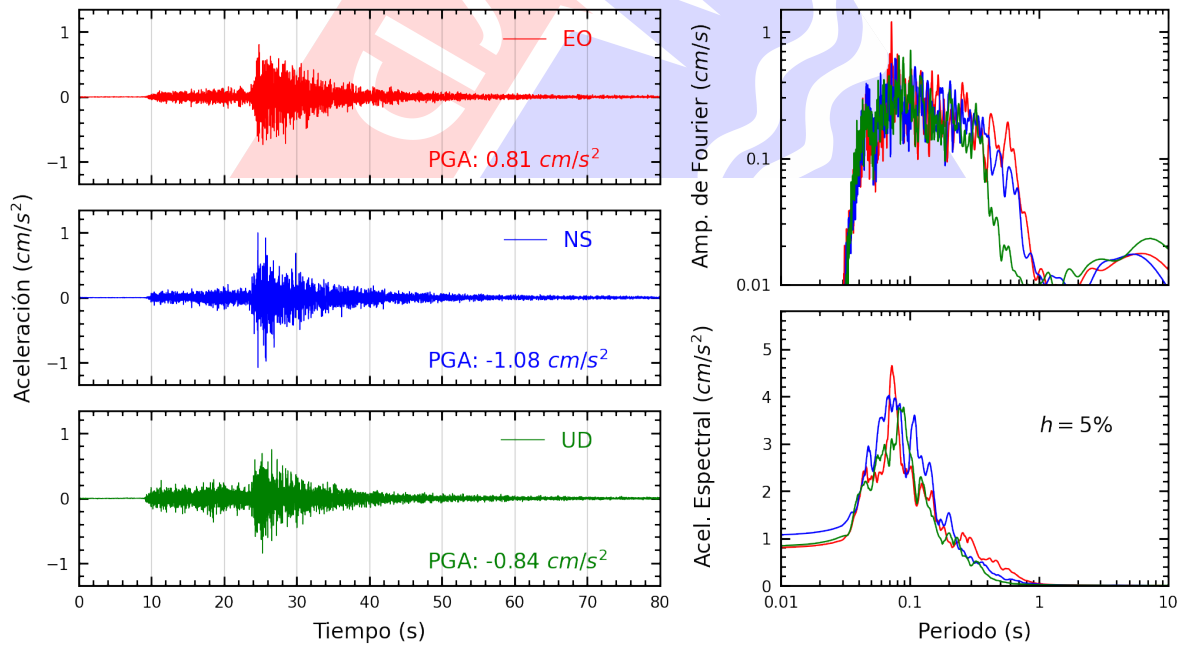 1
0
−1
EO
PGA: 0.81 cm/s²
1
0
−1
NS
PGA: -1.08 cm/s²
1
0
−1
UD
PGA: -0.84 cm/s²
0 10 20 30 40 50 60 70 80
Tiempo (s)
Aceleración (cm/s²)
1
0.1
0.01
Amp. de Fourier (cm/s)
5
4
3
2
1
0
h = 5%
0.01 0.1 1 10
Periodo (s)
Acel. Espectral (cm/s²)